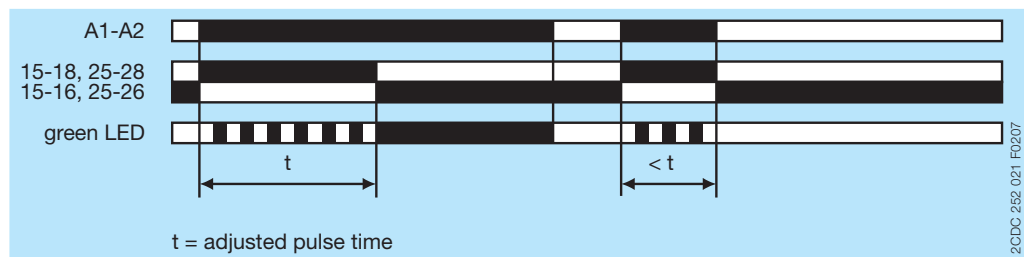 A1-A2
15-18, 25-28
15-16, 25-26
green LED
t
< t
t = adjusted pulse time
2CDC 252 021 F0207